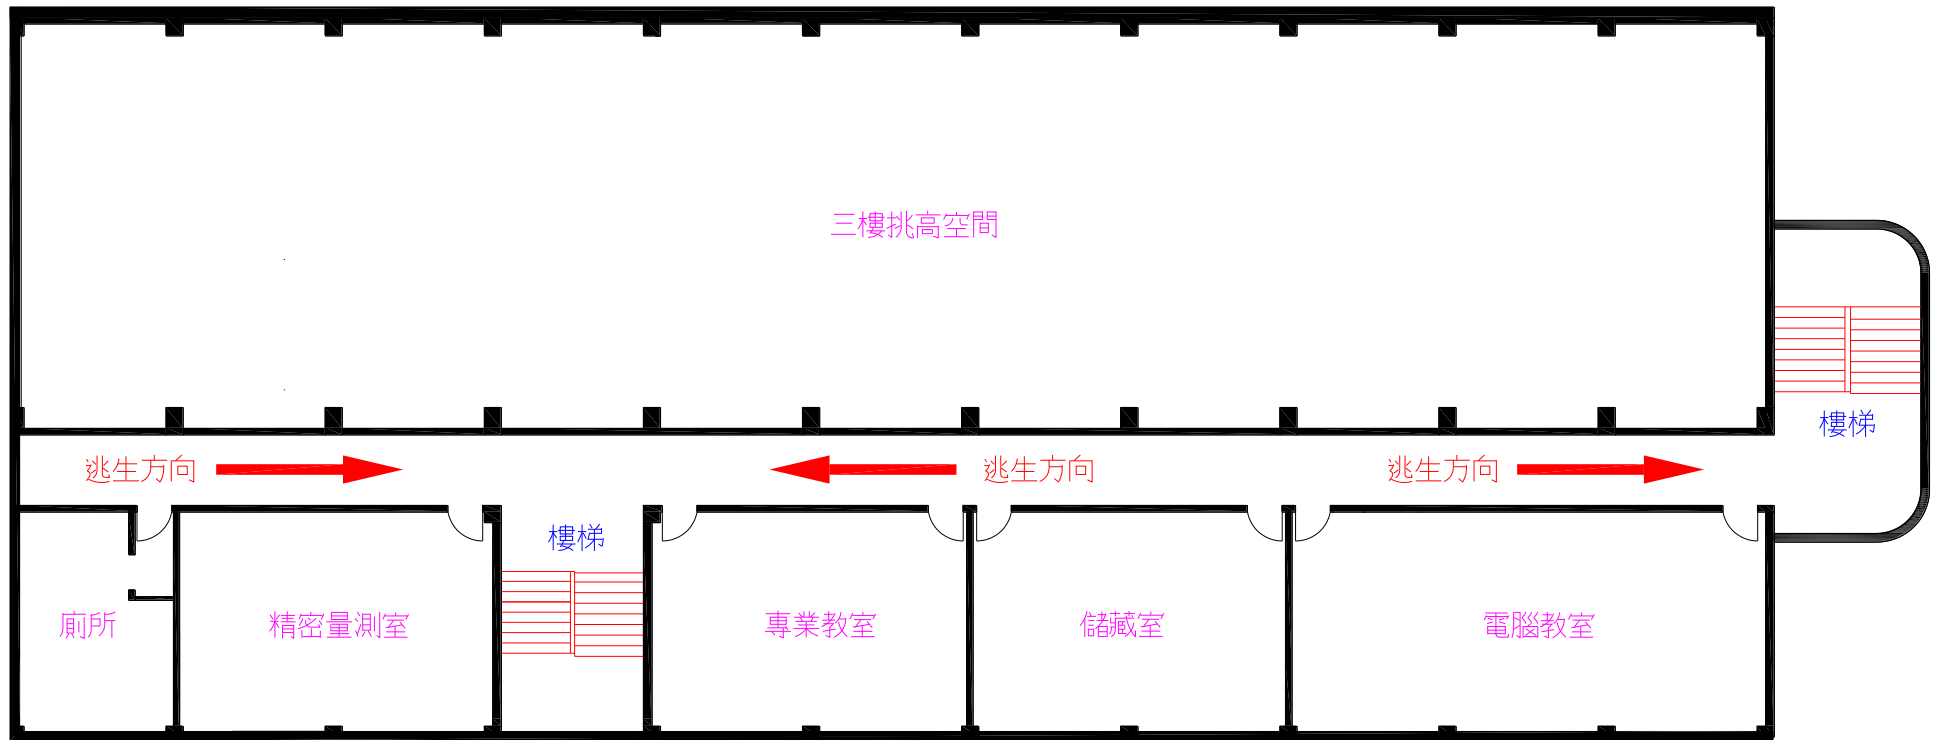 三樓挑高空間
樓梯
逃生方向
逃生方向
逃生方向
樓梯
廁所
精密量測室
專業教室
儲藏室
電腦教室